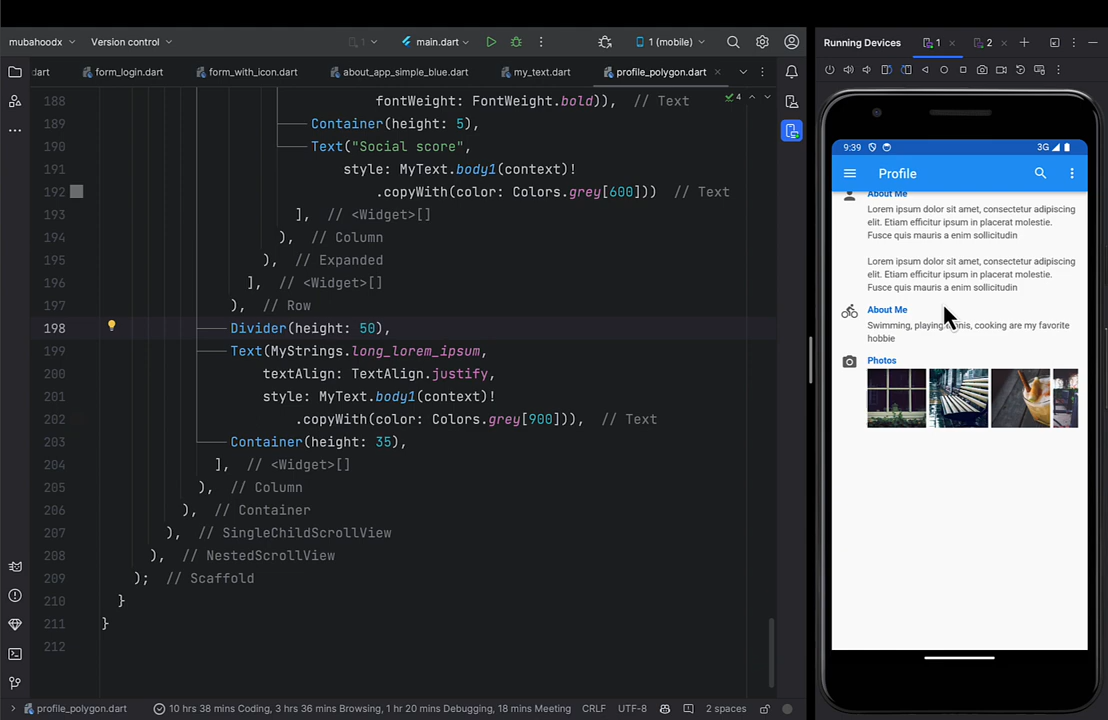 mubahoodx
Version control
1
main.dart
1 (mobile)
Running Devices
1
2
.dart
form_login.dart
form_with_icon.dart
about_app_simple_blue.dart
my_text.dart
profile_polygon.dart
188 fontWeight: FontWeight.bold)), // Text
4
189 Container(height: 5),
190 Text("Social score",
191 style: MyText.body1(context)!
192 .copyWith(color: Colors.grey[600])) // Text
193 ], // <Widget>[]
194 ), // Column
195 ), // Expanded
196 ], // <Widget>[]
197 ), // Row
198 Divider(height: 50),
199 Text(MyStrings.long_lorem_ipsum,
200 textAlign: TextAlign.justify,
201 style: MyText.body1(context)!
202 .copyWith(color: Colors.grey[900])), // Text
203 Container(height: 35),
204 ], // <Widget>[]
205 ), // Column
206 ), // Container
207 ), // SingleChildScrollView
208 ), // NestedScrollView
209 ); // Scaffold
210 }
211 }
212
profile_polygon.dart
10 hrs 38 mins Coding, 3 hrs 36 mins Browsing, 1 hr 20 mins Debugging, 18 mins Meeting
CRLF
UTF-8
2 spaces
9:39
3G
Profile
About Me
Lorem ipsum dolor sit amet, consectetur adipiscing
elit. Etiam efficitur ipsum in placerat molestie.
Fusce quis mauris a enim sollicitudin
Lorem ipsum dolor sit amet, consectetur adipiscing
elit. Etiam efficitur ipsum in placerat molestie.
Fusce quis mauris a enim sollicitudin
About Me
Swimming, playing cooking are my favorite
hobbie
Photos